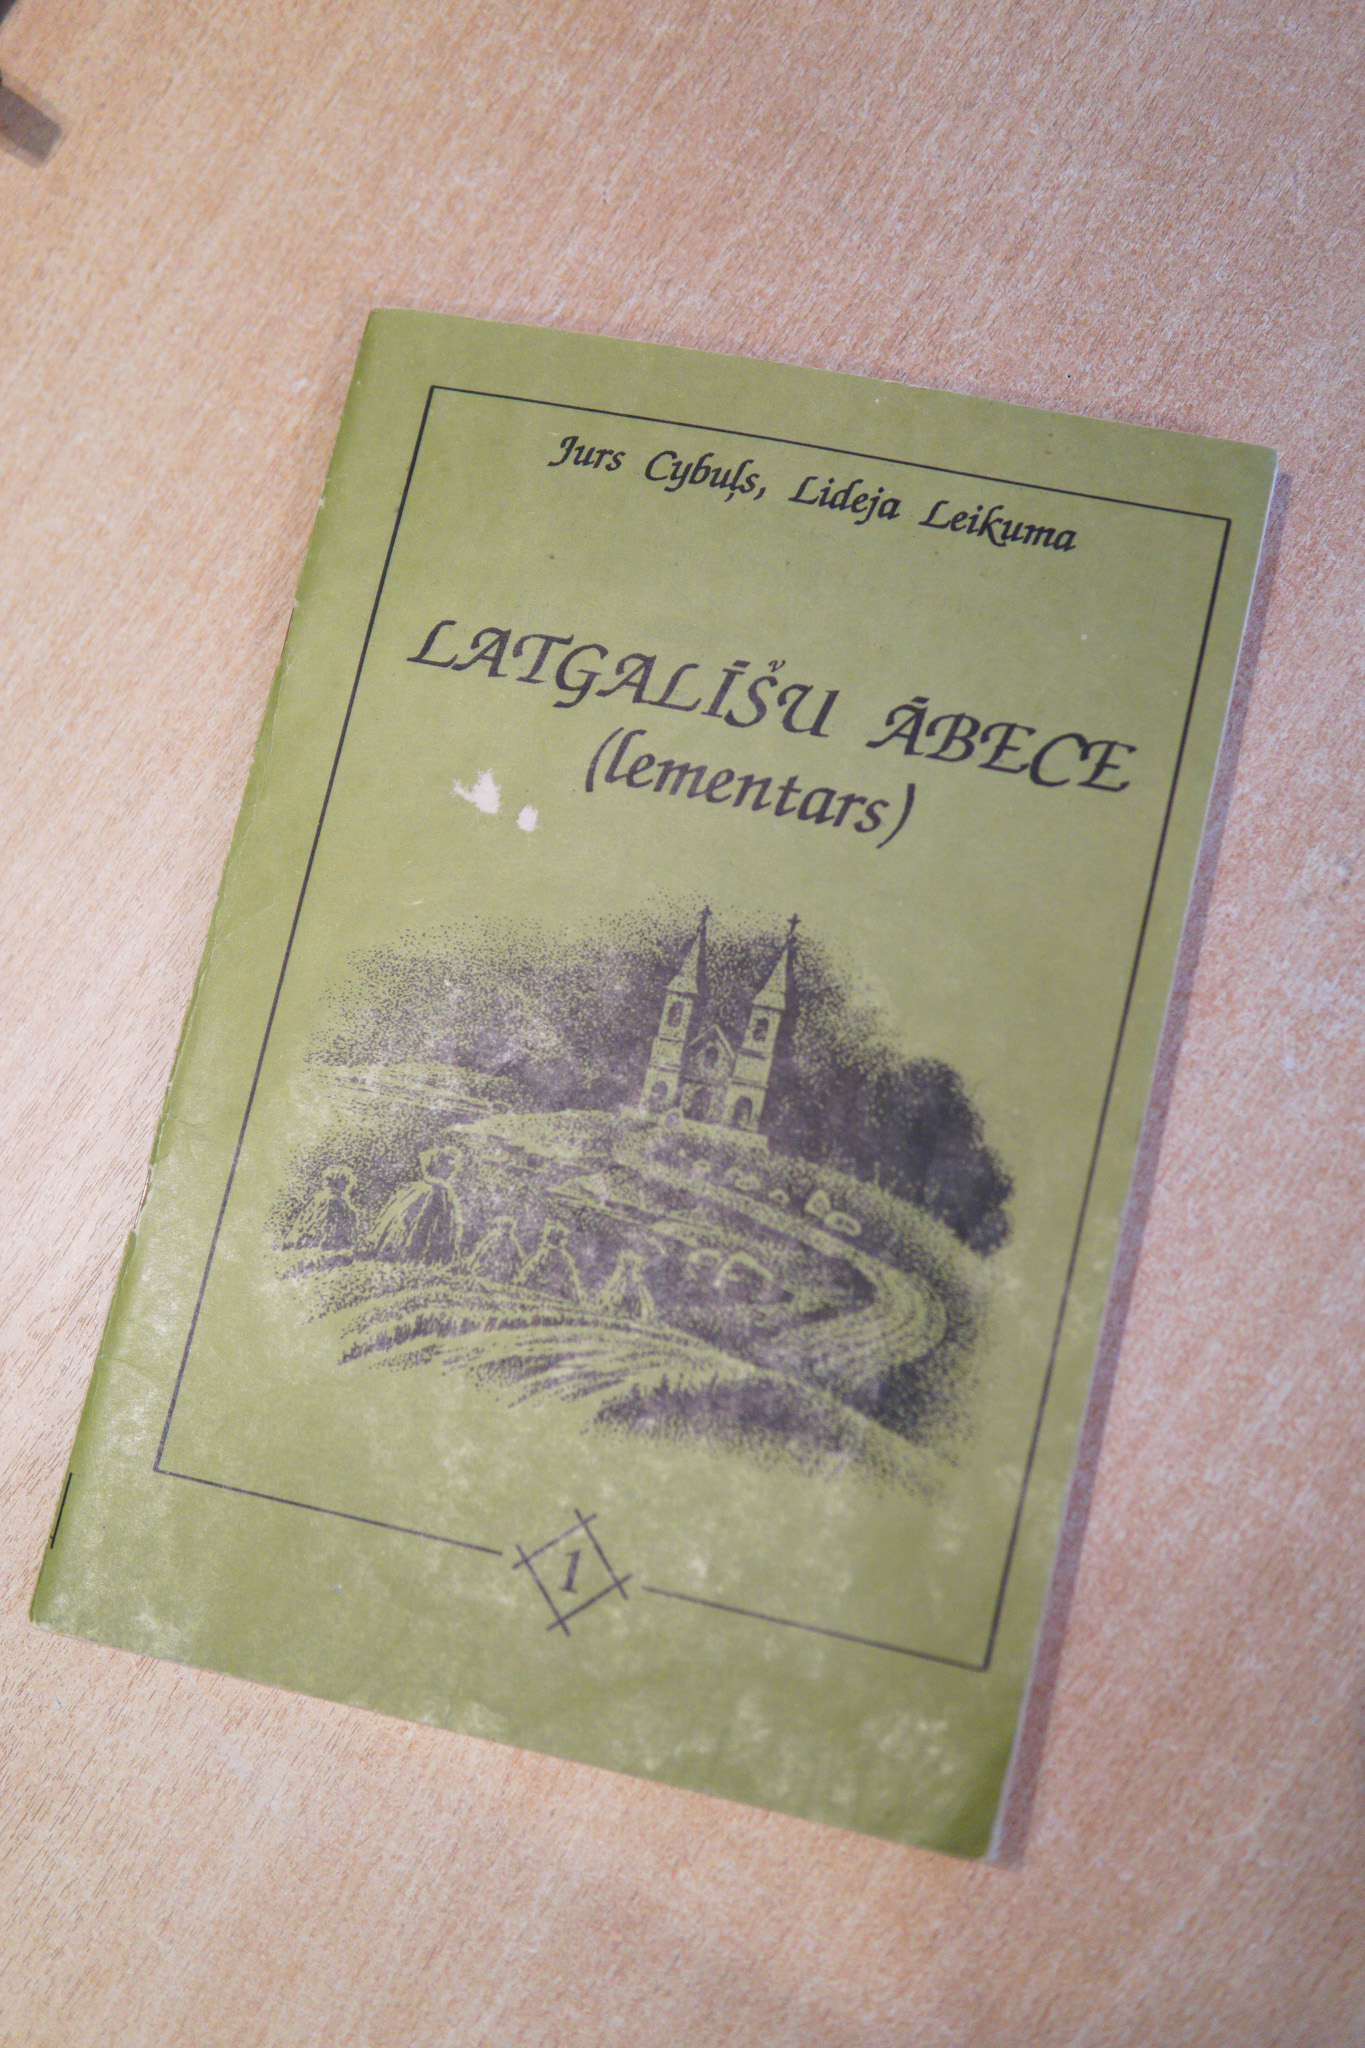 Jurs Cybuļs, Lideja Leikuma
LATGALĪŠU ĀBECE
(lementars)
1